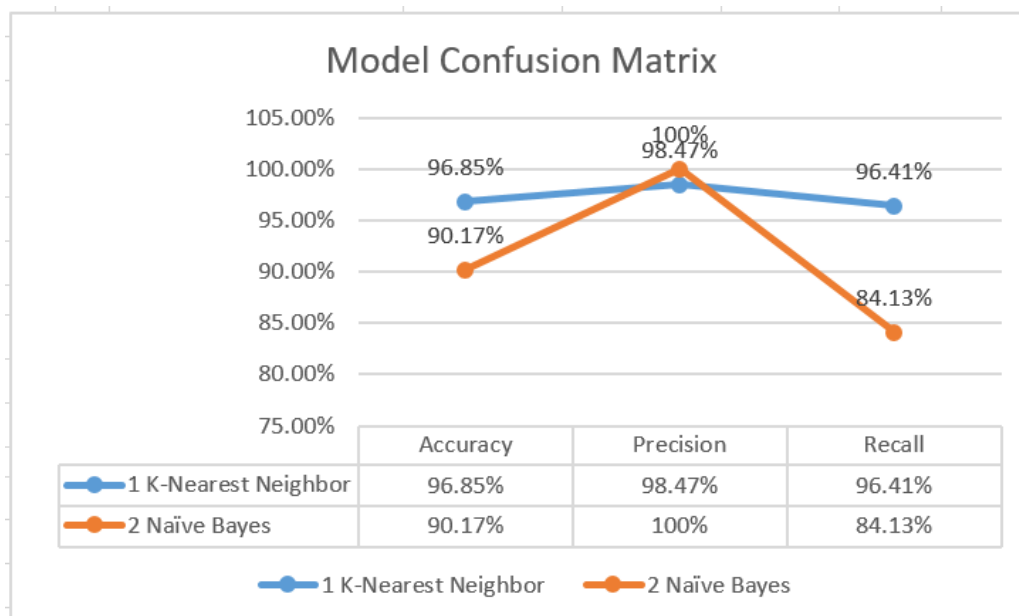 Model Confusion Matrix
105.00%
100.00%
95.00%
90.00%
85.00%
80.00%
75.00%
96.85%
100%
98.47%
96.41%
90.17%
84.13%
Accuracy Precision Recall
1 K-Nearest Neighbor 96.85% 98.47% 96.41%
2 Naïve Bayes 90.17% 100% 84.13%
1 K-Nearest Neighbor 2 Naïve Bayes